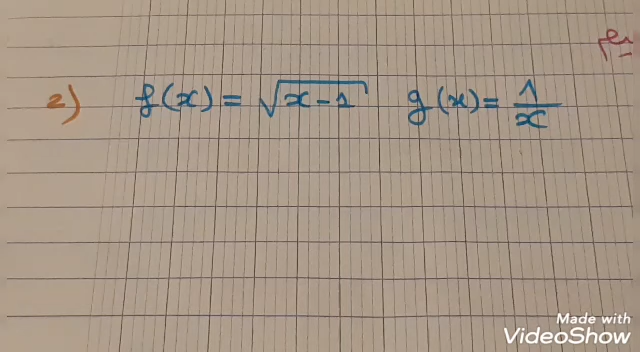 2) f(x) = √(x-1) g(x) = 1/x
Made with
VideoShow